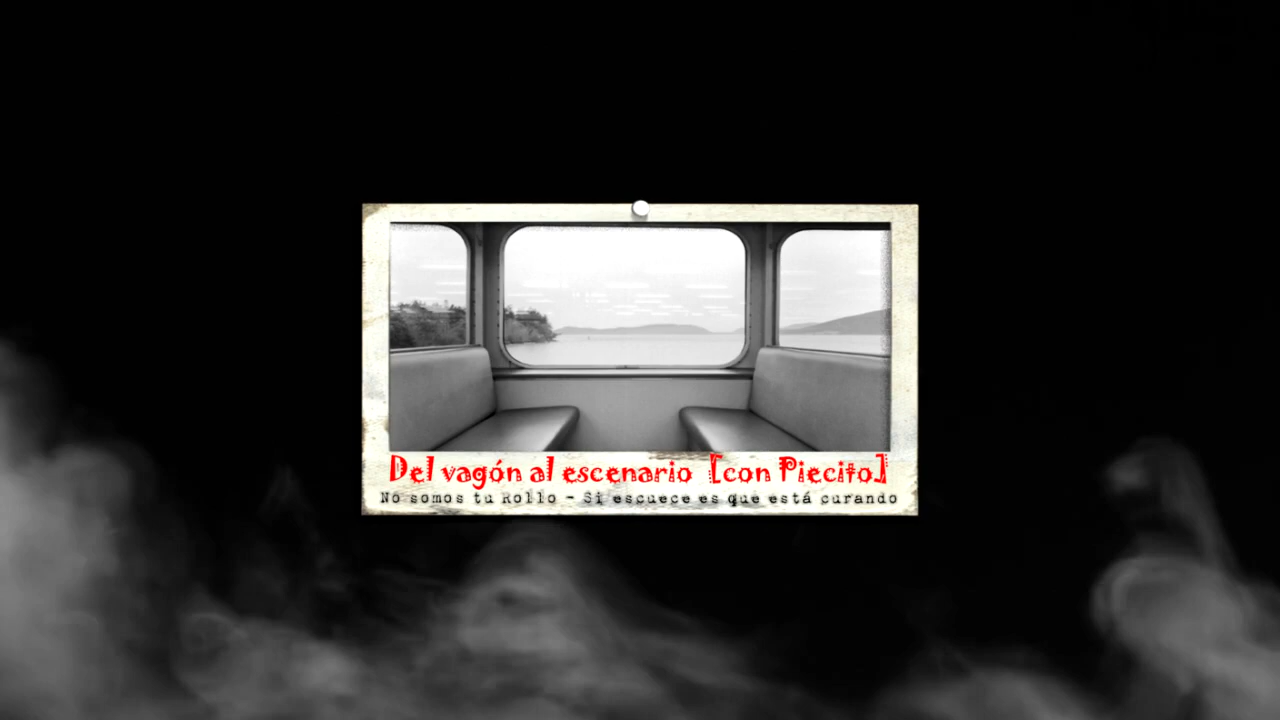 Del vagón al escenario [con Piecito]
No somos tu Rollo - Si escuece es que está curando